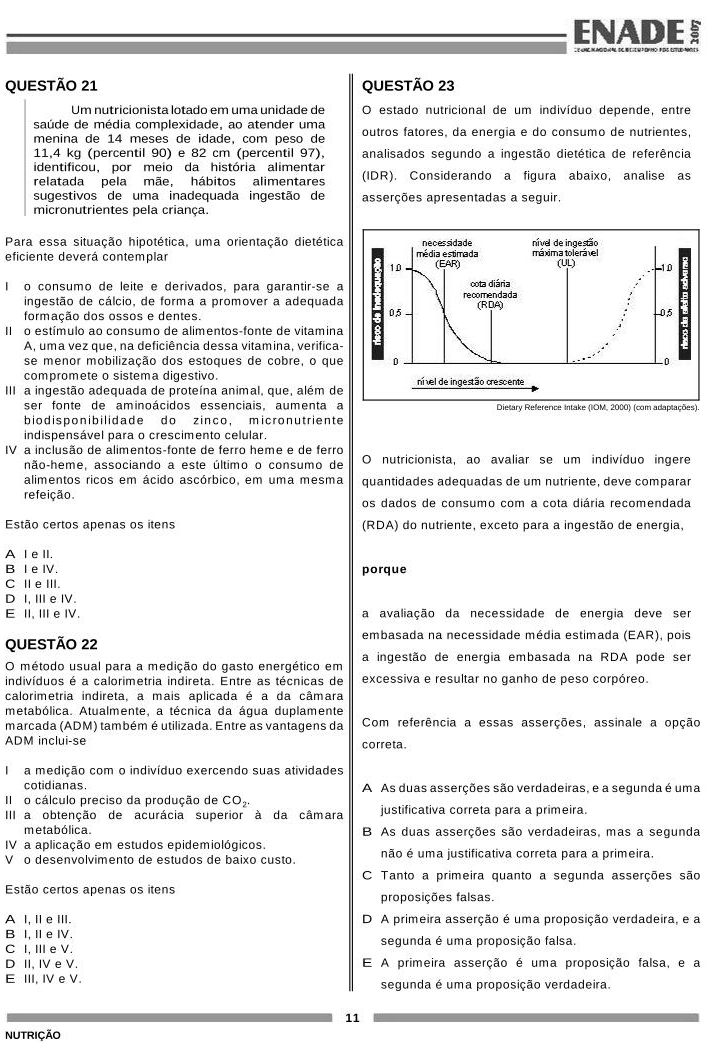 ENADE 2007
EXAME NACIONAL DE DESEMPENHO DOS ESTUDANTES
QUESTÃO 21
Um nutricionista lotado em uma unidade de
saúde de média complexidade, ao atender uma
menina de 14 meses de idade, com peso de
11,4 kg (percentil 90) e 82 cm (percentil 97),
identificou, por meio da história alimentar
relatada pela mãe, hábitos alimentares
sugestivos de uma inadequada ingestão de
micronutrientes pela criança.
Para essa situação hipotética, uma orientação dietética
eficiente deverá contemplar
I o consumo de leite e derivados, para garantir-se a
ingestão de cálcio, de forma a promover a adequada
formação dos ossos e dentes.
II o estímulo ao consumo de alimentos-fonte de vitamina
A, uma vez que, na deficiência dessa vitamina, verifica-
se menor mobilização dos estoques de cobre, o que
compromete o sistema digestivo.
III a ingestão adequada de proteína animal, que, além de
ser fonte de aminoácidos essenciais, aumenta a
biodisponibilidade do zinco, micronutriente
indispensável para o crescimento celular.
IV a inclusão de alimentos-fonte de ferro heme e de ferro
não-heme, associando a este último o consumo de
alimentos ricos em ácido ascórbico, em uma mesma
refeição.
Estão certos apenas os itens
A I e II.
B I e IV.
C II e III.
D I, III e IV.
E II, III e IV.
QUESTÃO 22
O método usual para a medição do gasto energético em
indivíduos é a calorimetria indireta. Entre as técnicas de
calorimetria indireta, a mais aplicada é a da câmara
metabólica. Atualmente, a técnica da água duplamente
marcada (ADM) também é utilizada. Entre as vantagens da
ADM inclui-se
I a medição com o indivíduo exercendo suas atividades
cotidianas.
II o cálculo preciso da produção de CO2.
III a obtenção de acurácia superior à da câmara
metabólica.
IV a aplicação em estudos epidemiológicos.
V o desenvolvimento de estudos de baixo custo.
Estão certos apenas os itens
A I, II e III.
B I, II e IV.
C I, III e V.
D II, IV e V.
E III, IV e V.
QUESTÃO 23
O estado nutricional de um indivíduo depende, entre
outros fatores, da energia e do consumo de nutrientes,
analisados segundo a ingestão dietética de referência
(IDR). Considerando a figura abaixo, analise as
asserções apresentadas a seguir.
necessidade
média estimada
(EAR)
nível de ingestão
máxima tolerável
(UL)
cota diária
recomendada
(RDA)
risco de inadequação
1,0
0,5
0
risco de efeito adverso
1,0
0,5
0
nível de ingestão crescente
Dietary Reference Intake (IOM, 2000) (com adaptações).
O nutricionista, ao avaliar se um indivíduo ingere
quantidades adequadas de um nutriente, deve comparar
os dados de consumo com a cota diária recomendada
(RDA) do nutriente, exceto para a ingestão de energia,
porque
a avaliação da necessidade de energia deve ser
embasada na necessidade média estimada (EAR), pois
a ingestão de energia embasada na RDA pode ser
excessiva e resultar no ganho de peso corpóreo.
Com referência a essas asserções, assinale a opção
correta.
A As duas asserções são verdadeiras, e a segunda é uma
justificativa correta para a primeira.
B As duas asserções são verdadeiras, mas a segunda
não é uma justificativa correta para a primeira.
C Tanto a primeira quanto a segunda asserções são
proposições falsas.
D A primeira asserção é uma proposição verdadeira, e a
segunda é uma proposição falsa.
E A primeira asserção é uma proposição falsa, e a
segunda é uma proposição verdadeira.
11
NUTRIÇÃO